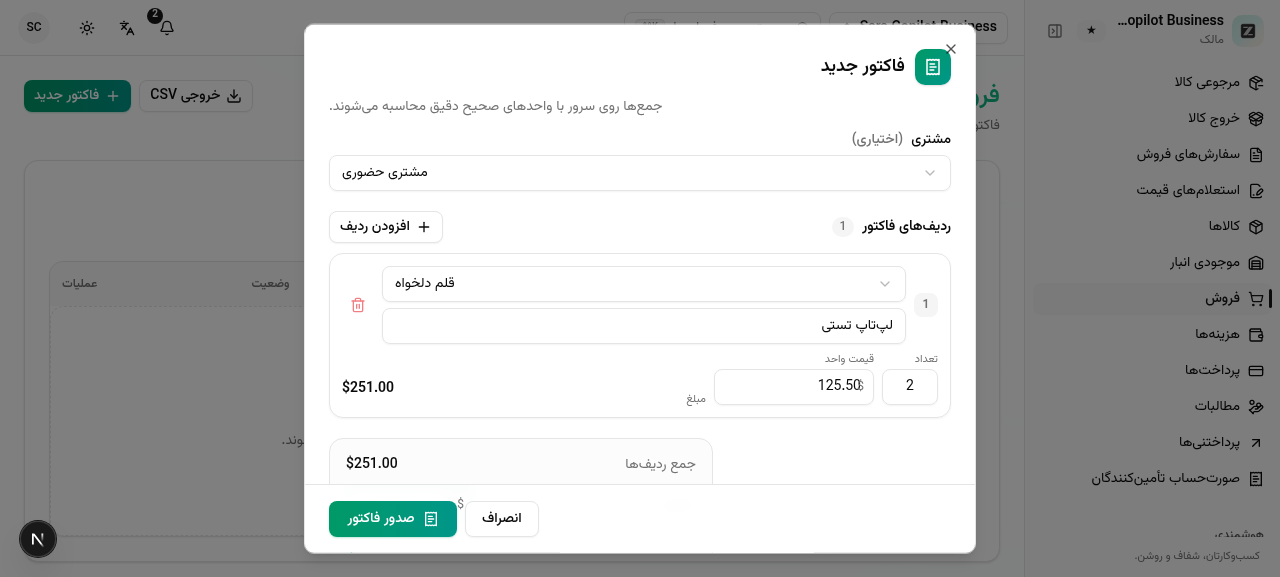 opilot Business...
مالک
مرجوعی کالا
خروج کالا
سفارش‌های فروش
استعلام‌های قیمت
کالاها
موجودی انبار
فروش
هزینه‌ها
پرداخت‌ها
مطالبات
پرداختنی‌ها
صورت‌حساب تأمین‌کنندگان
هوشمندی
کسب‌وکارتان، شفاف و روشن.
Business
2
SC
فاکتور جدید
خروجی CSV
وضعیت
عملیات
فاکتور جدید
جمع‌ها روی سرور با واحدهای صحیح دقیق محاسبه می‌شوند.
مشتری (اختیاری)
مشتری حضوری
ردیف‌های فاکتور 1
افزودن ردیف
1
قلم دلخواه
لپ‌تاپ تستی
تعداد
قیمت واحد
2
$
125.50
مبلغ
$251.00
جمع ردیف‌ها
$251.00
$
انصراف
صدور فاکتور
N